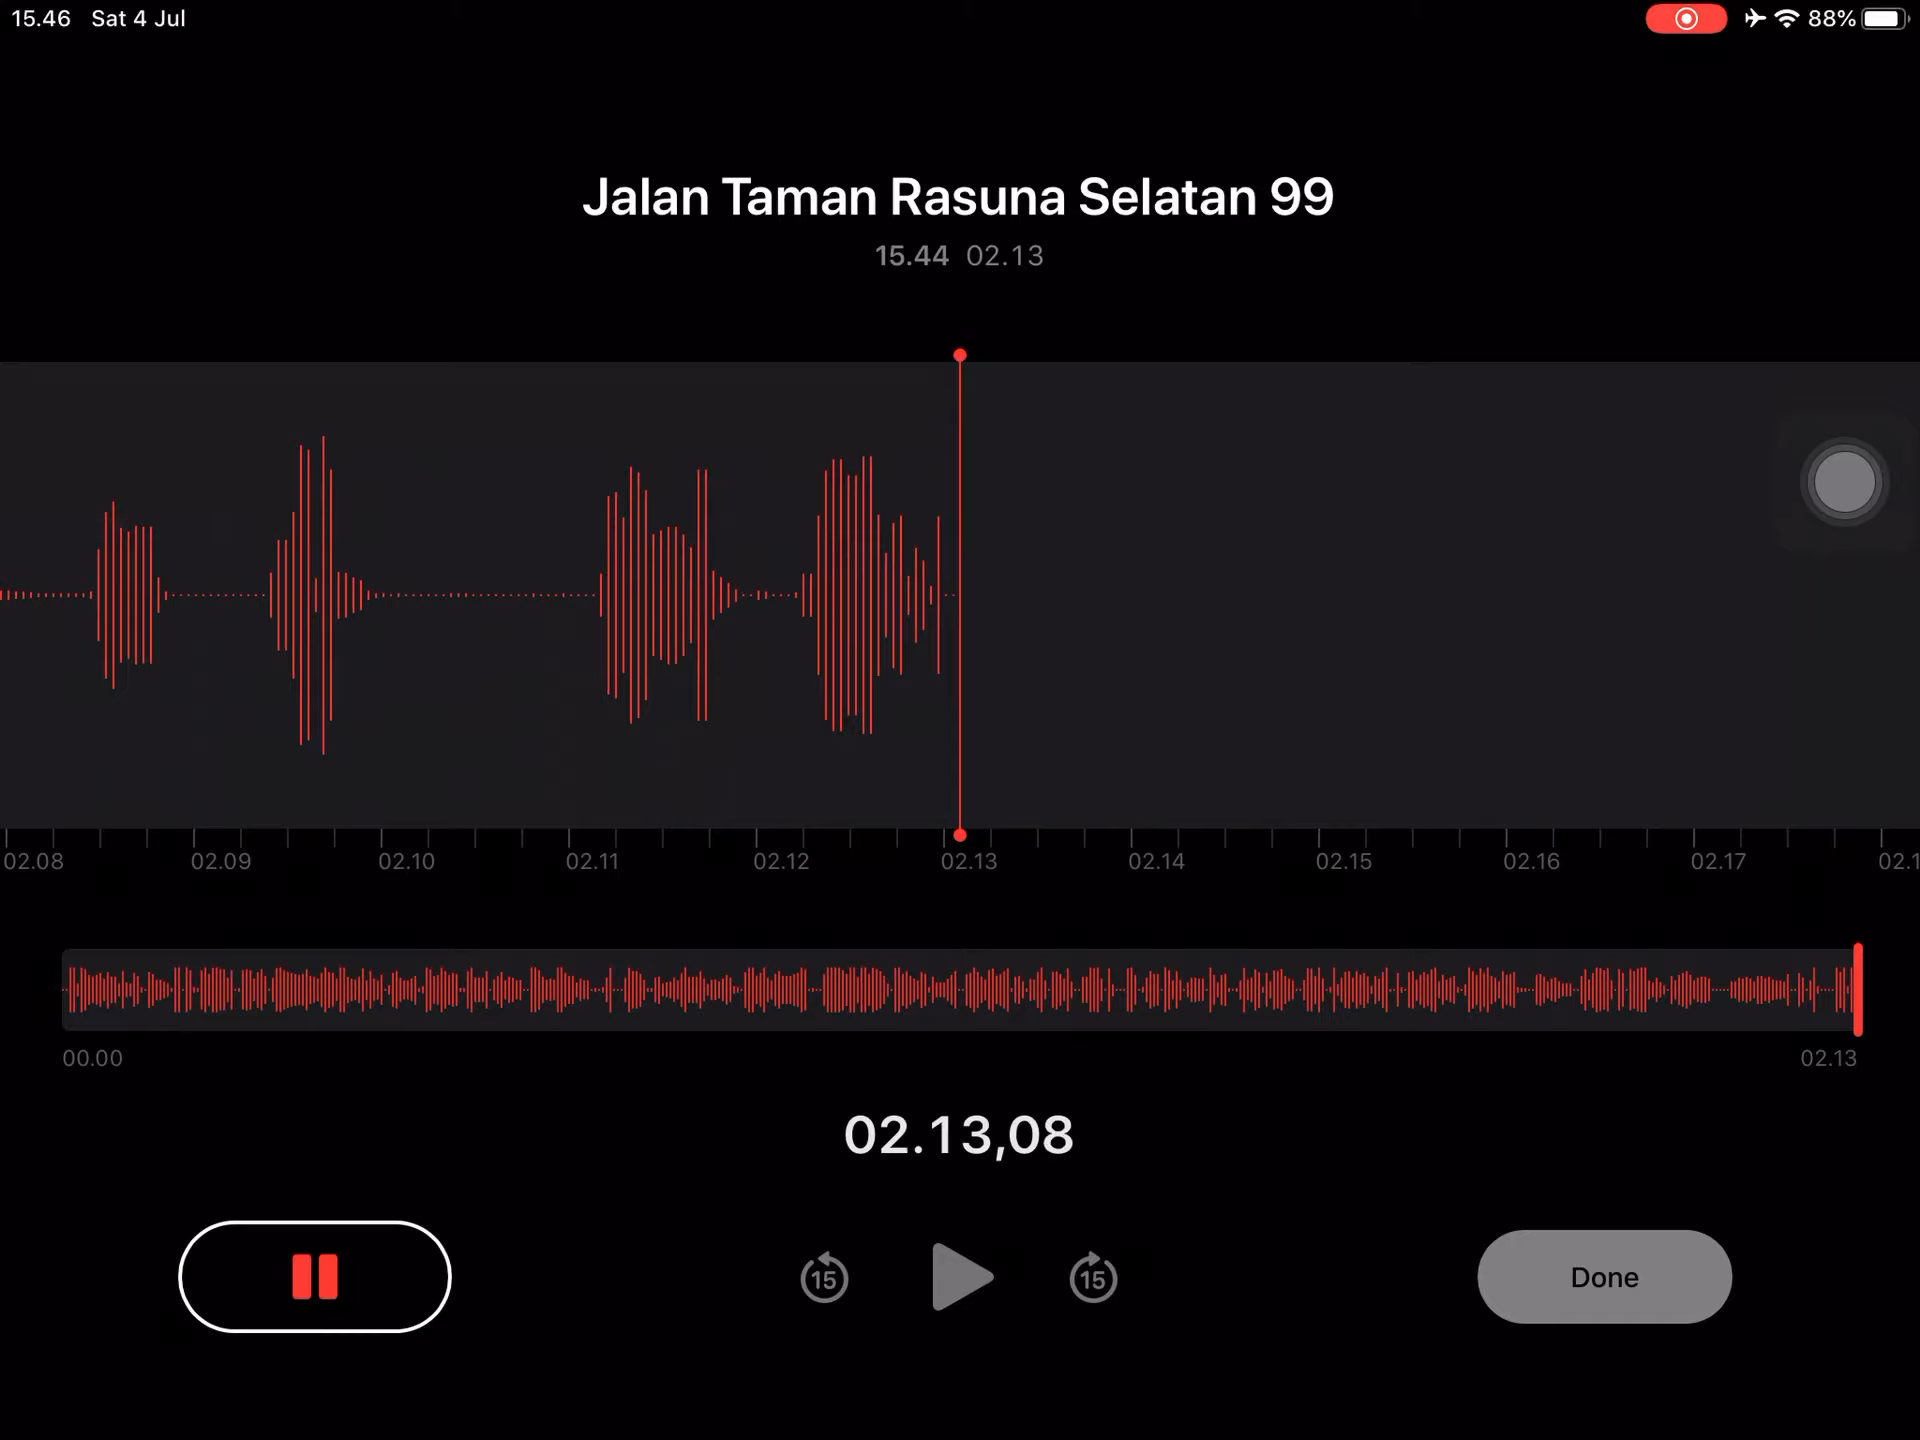 15.46 Sat 4 Jul 88%
Jalan Taman Rasuna Selatan 99
15.44 02.13
02.08 02.09 02.10 02.11 02.12 02.13 02.14 02.15 02.16 02.17 02.1
00.00 02.13
02.13,08
15 15 Done